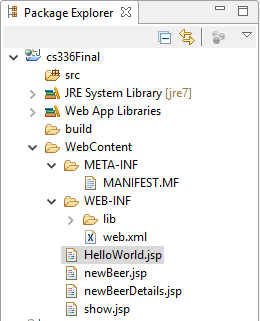 Package Explorer
cs336Final
src
JRE System Library [jre7]
Web App Libraries
build
WebContent
META-INF
MANIFEST.MF
WEB-INF
lib
web.xml
HelloWorld.jsp
newBeer.jsp
newBeerDetails.jsp
show.jsp